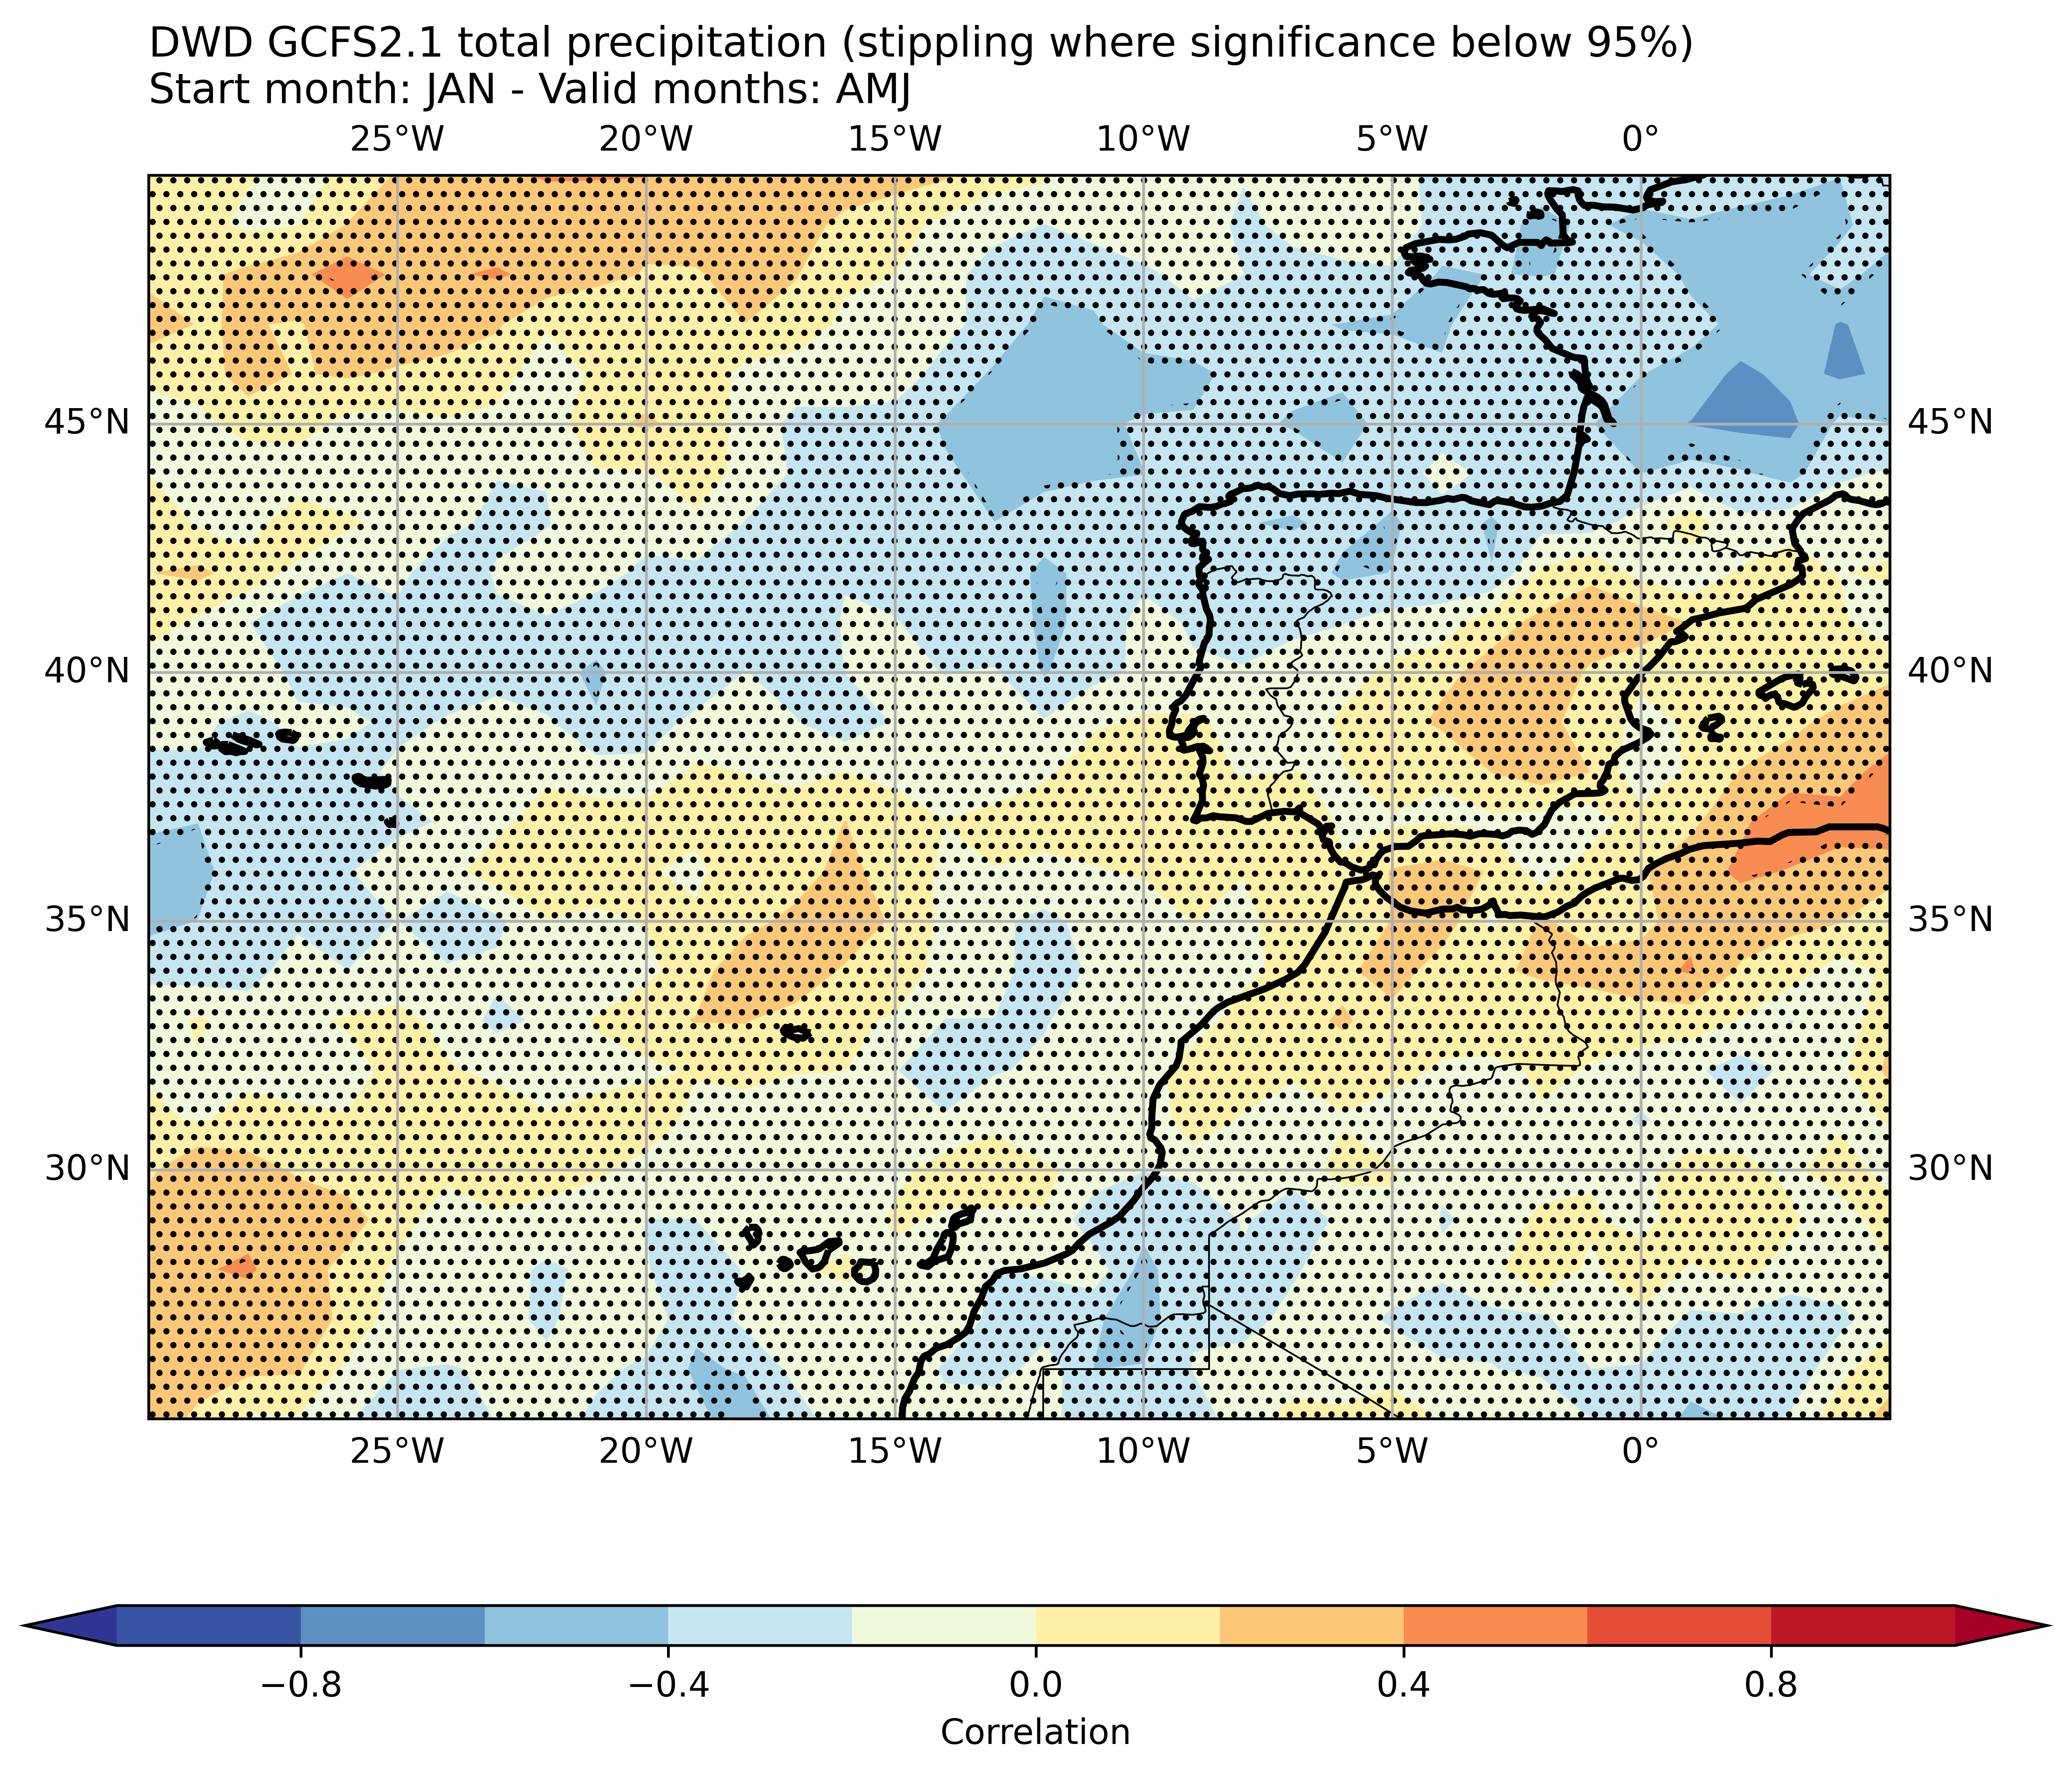 DWD GCFS2.1 total precipitation (stippling where significance below 95%)
Start month: JAN - Valid months: AMJ
25°W 20°W 15°W 10°W 5°W 0°
45°N 45°N
40°N 40°N
35°N 35°N
30°N 30°N
25°W 20°W 15°W 10°W 5°W 0°
−0.8 −0.4 0.0 0.4 0.8
Correlation